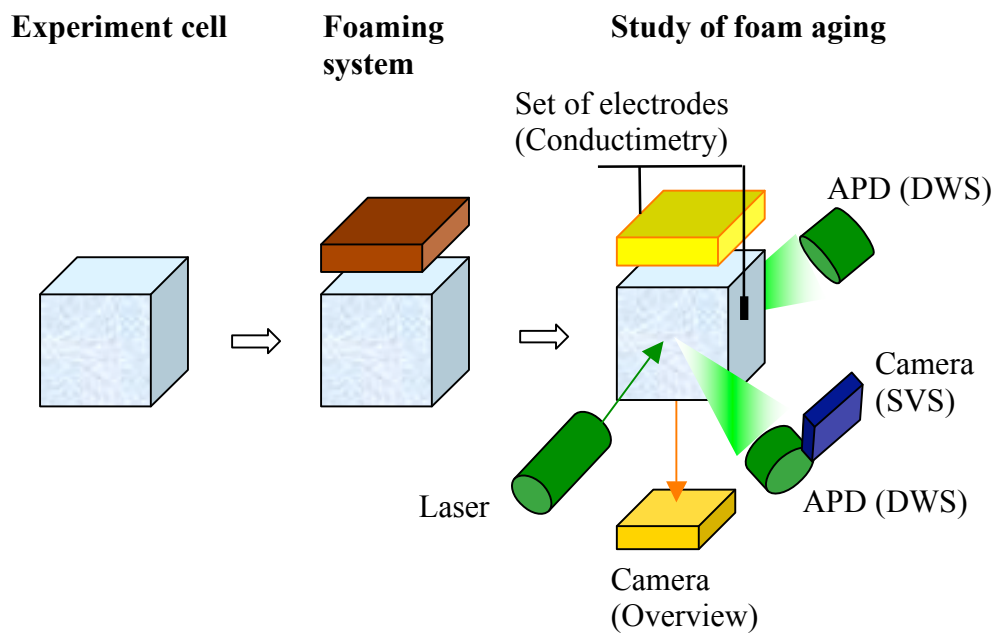 Experiment cell
Foaming
system
Study of foam aging
Set of electrodes
(Conductimetry)
APD (DWS)
Camera
(SVS)
APD (DWS)
Laser
Camera
(Overview)